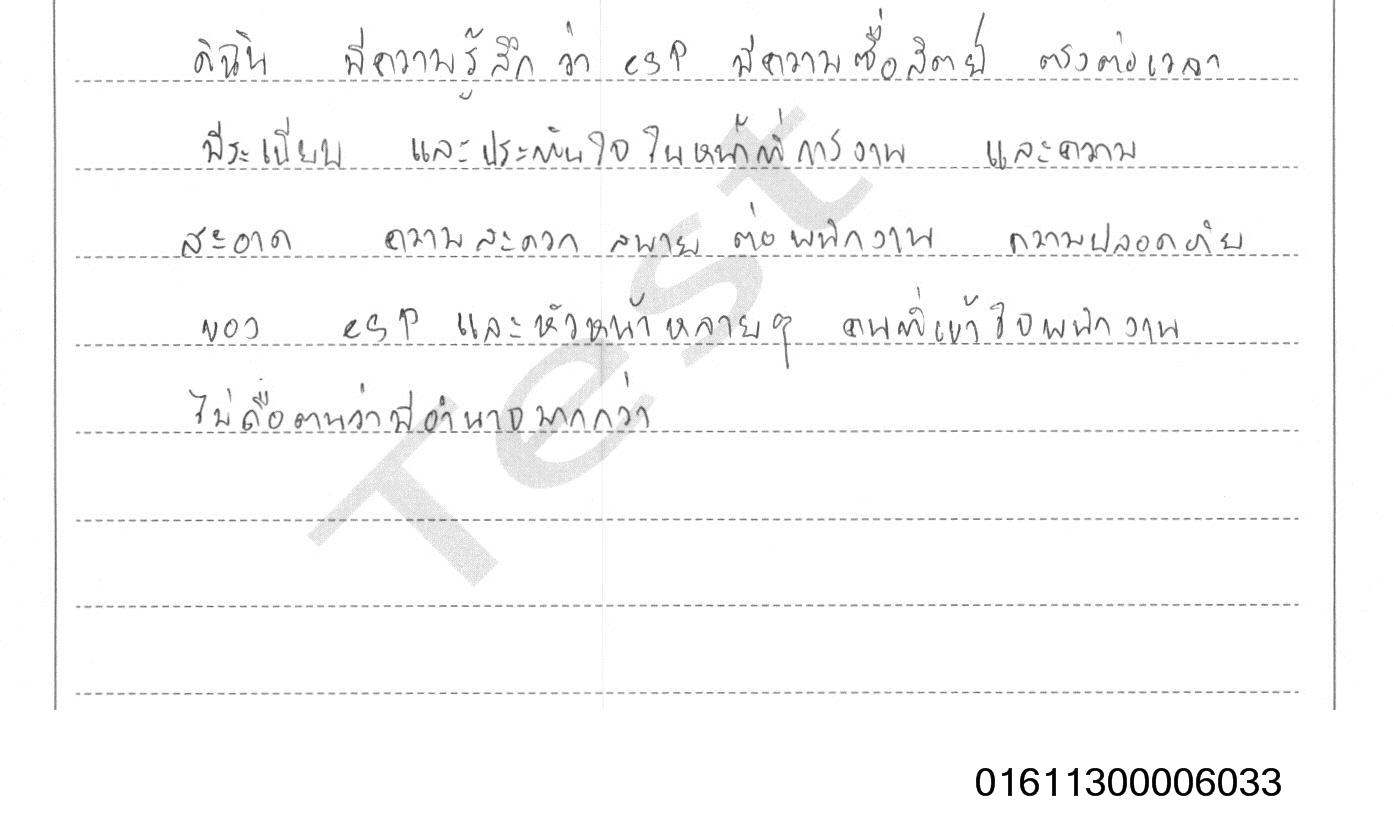 ดิฉัน มีความรู้สึก ว่า CSP มีความซื่อสัตย์ ตรงต่อเวลา
มีระเบียบ และประทับใจในหน้าที่การงาน และความ
สะอาด ความสะดวก สบาย ต่อพนักงาน ความปลอดภัย
ของ CSP และหัวหน้าหลายๆ คนที่เข้าใจพนักงาน
ไม่ถือตนว่ามีอำนาจมากกว่า
Test
01611300006033